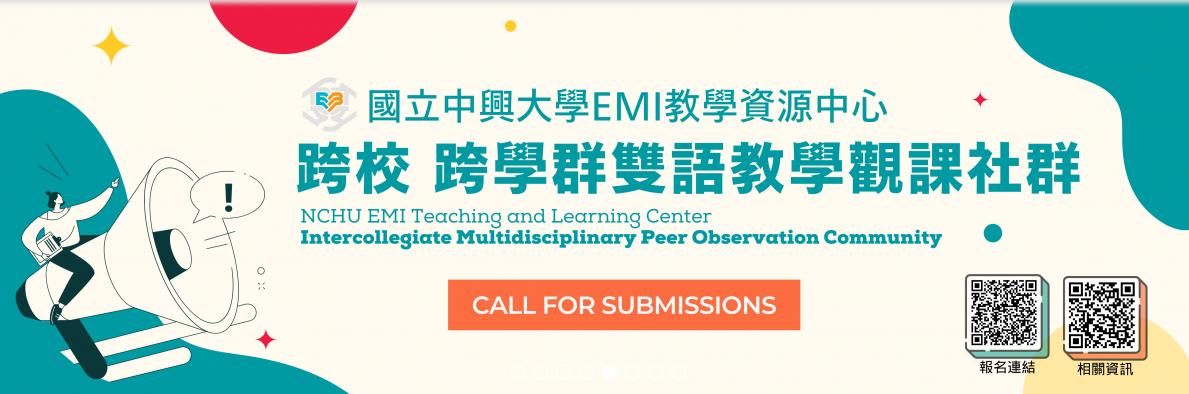 國立中興大學EMI教學資源中心
跨校 跨學群雙語教學觀課社群
NCHU EMI Teaching and Learning Center
Intercollegiate Multidisciplinary Peer Observation Community
!
CALL FOR SUBMISSIONS
報名連結
相關資訊